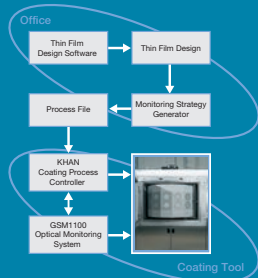 Office
Thin Film
Design Software
Thin Film Design
Process File
Monitoring Strategy
Generator
KHAN
Coating Process
Controller
GSM1100
Optical Monitoring
System
Coating Tool